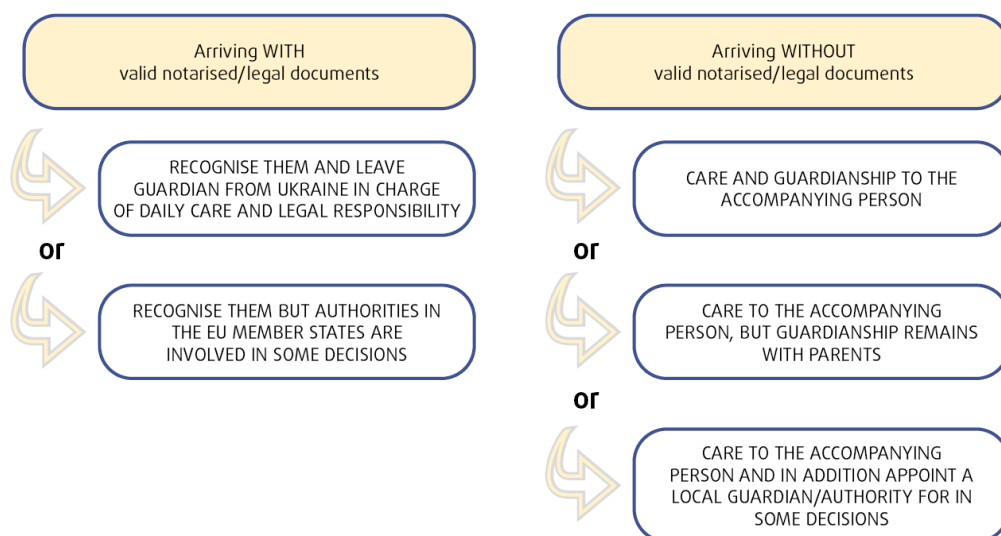 Arriving WITH
valid notarised/legal documents
RECOGNISE THEM AND LEAVE
GUARDIAN FROM UKRAINE IN CHARGE
OF DAILY CARE AND LEGAL RESPONSIBILITY
or
RECOGNISE THEM BUT AUTHORITIES IN
THE EU MEMBER STATES ARE
INVOLVED IN SOME DECISIONS
Arriving WITHOUT
valid notarised/legal documents
CARE AND GUARDIANSHIP TO THE
ACCOMPANYING PERSON
or
CARE TO THE ACCOMPANYING
PERSON, BUT GUARDIANSHIP REMAINS
WITH PARENTS
or
CARE TO THE ACCOMPANYING
PERSON AND IN ADDITION APPOINT A
LOCAL GUARDIAN/AUTHORITY FOR IN
SOME DECISIONS